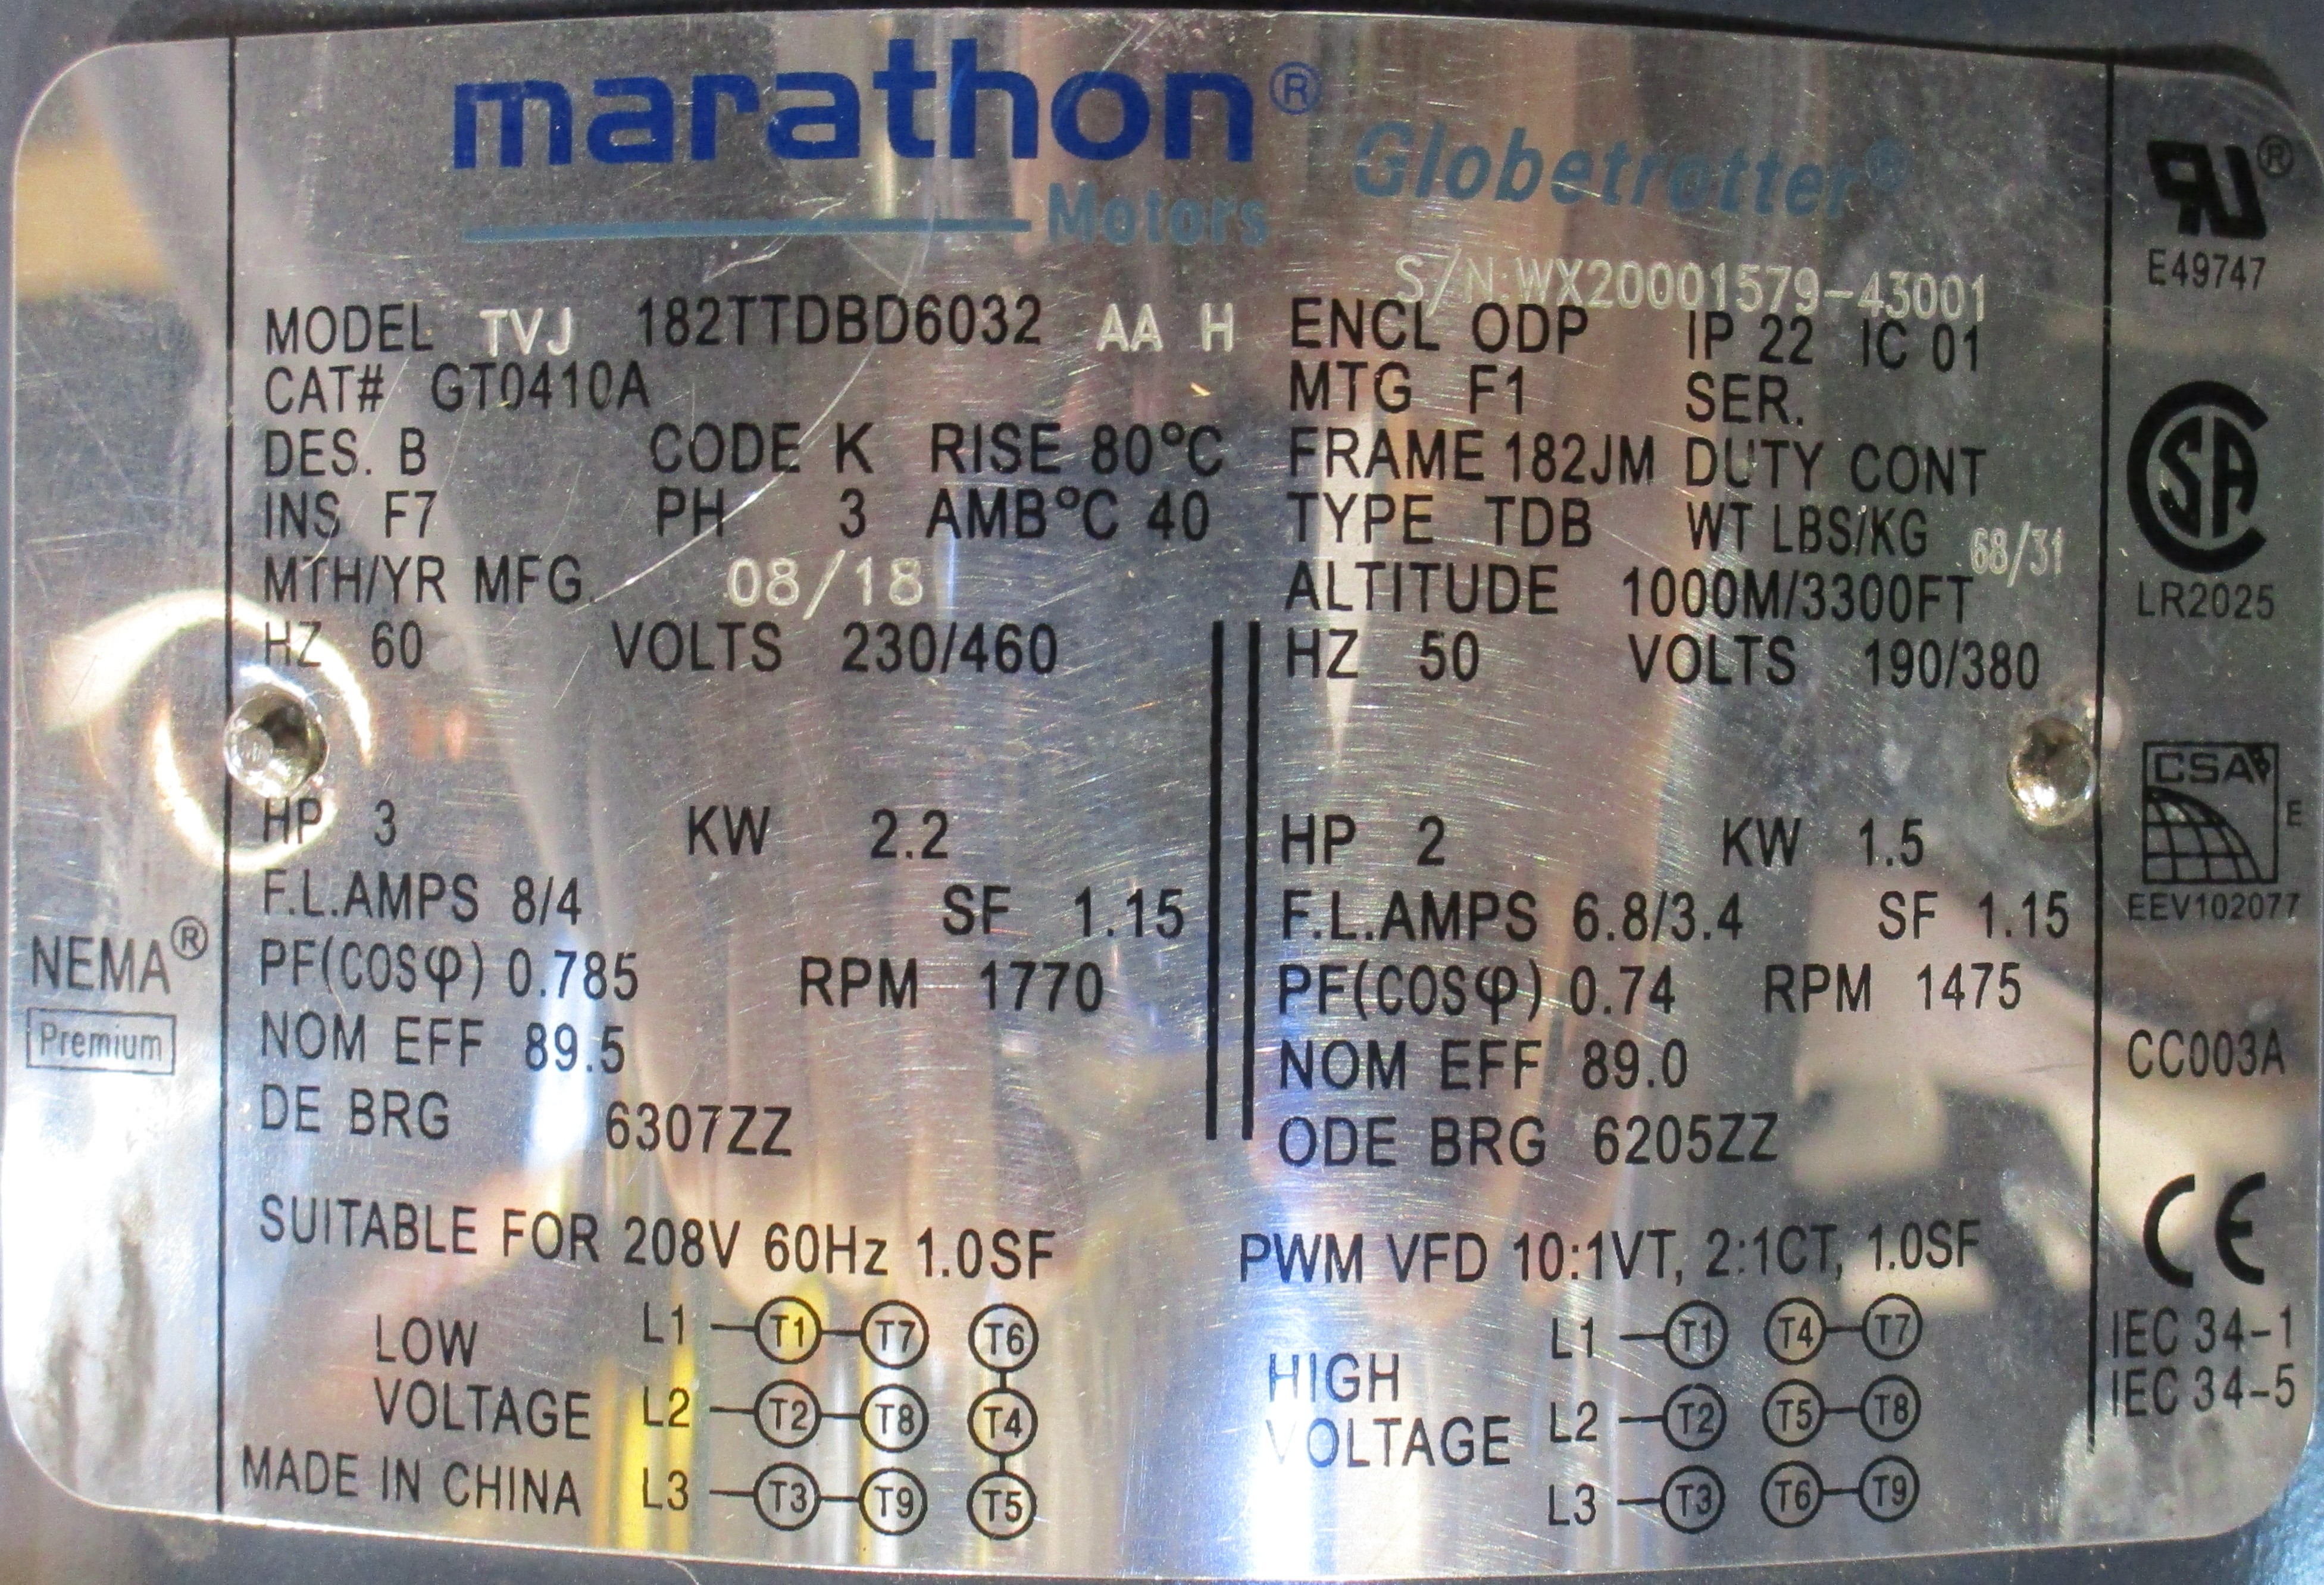 marathon®
Motors
Globetrotter®
S/N:WX20001579-43001
MODEL TVJ 182TTDBD6032 AA H
CAT# GT0410A
DES. B CODE K RISE 80°C
INS F7 PH 3 AMB°C 40
MTH/YR MFG. 08/18
ENCL ODP IP 22 IC 01
MTG F1 SER.
FRAME 182JM DUTY CONT
TYPE TDB WT LBS/KG 68/31
ALTITUDE 1000M/3300FT
HZ 60 VOLTS 230/460
HP 3 KW 2.2
F.L.AMPS 8/4 SF 1.15
PF(COSφ) 0.785 RPM 1770
NOM EFF 89.5
DE BRG 6307ZZ
HZ 50 VOLTS 190/380
HP 2 KW 1.5
F.L.AMPS 6.8/3.4 SF 1.15
PF(COSφ) 0.74 RPM 1475
NOM EFF 89.0
ODE BRG 6205ZZ
SUITABLE FOR 208V 60Hz 1.0SF
PWM VFD 10:1VT, 2:1CT, 1.0SF
LOW
VOLTAGE
L1 T1 T7 T6
L2 T2 T8 T4
L3 T3 T9 T5
MADE IN CHINA
HIGH
VOLTAGE
L1 T1 T4 T7
L2 T2 T5 T8
L3 T3 T6 T9
NEMA®
Premium
RU®
E49747
SA
LR2025
CSA
E
EEV102077
CC003A
CE
IEC 34-1
IEC 34-5